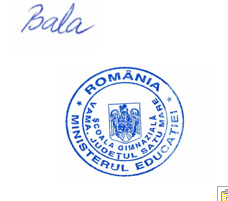 Bala
ROMÂNIA
MINISTERUL EDUCAȚIEI
ȘCOALA GIMNAZIALĂ
VAMA, JUDEȚUL SATU MARE